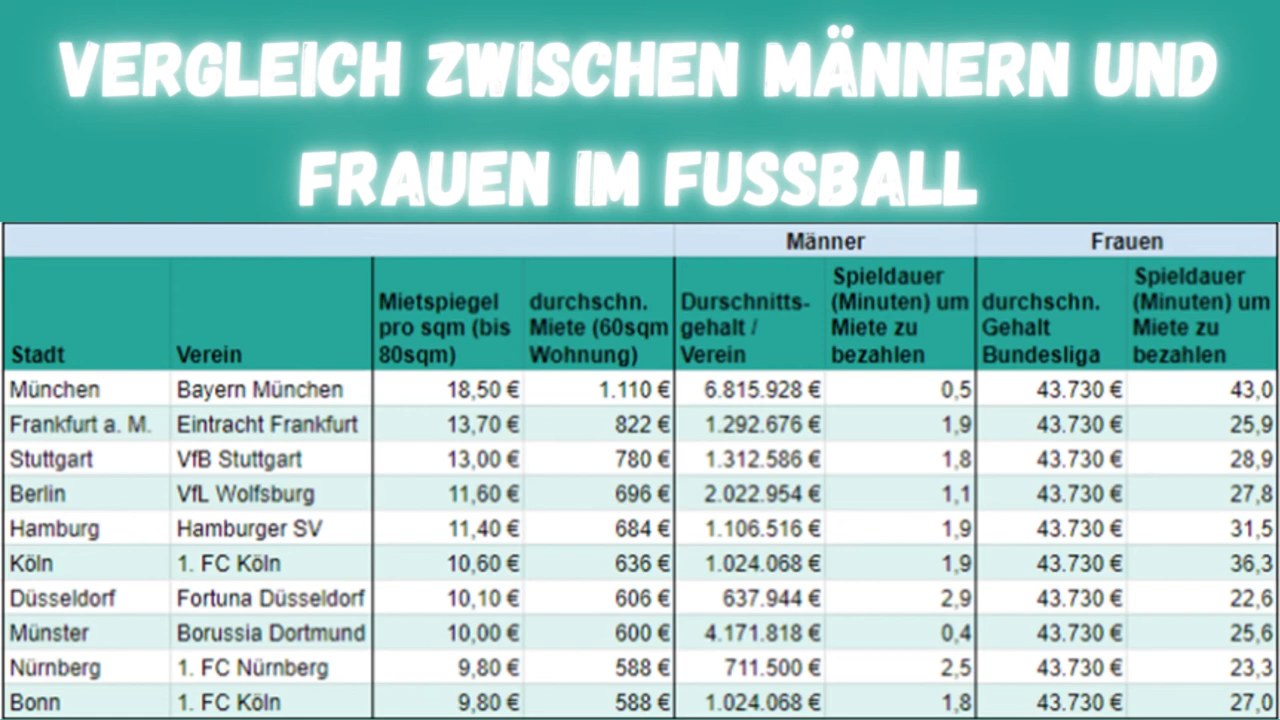 VERGLEICH ZWISCHEN MÄNNERN UND
FRAUEN IM FUSSBALL
Männer Frauen
Stadt Verein Mietspiegel pro sqm (bis 80sqm) durchschn. Miete (60sqm Wohnung) Durschnitts-gehalt / Verein Spieldauer (Minuten) um Miete zu bezahlen durchschn. Gehalt Bundesliga Spieldauer (Minuten) um Miete zu bezahlen
München Bayern München 18,50 € 1.110 € 6.815.928 € 0,5 43.730 € 43,0
Frankfurt a. M. Eintracht Frankfurt 13,70 € 822 € 1.292.676 € 1,9 43.730 € 25,9
Stuttgart VfB Stuttgart 13,00 € 780 € 1.312.586 € 1,8 43.730 € 28,9
Berlin VfL Wolfsburg 11,60 € 696 € 2.022.954 € 1,1 43.730 € 27,8
Hamburg Hamburger SV 11,40 € 684 € 1.106.516 € 1,9 43.730 € 31,5
Köln 1. FC Köln 10,60 € 636 € 1.024.068 € 1,9 43.730 € 36,3
Düsseldorf Fortuna Düsseldorf 10,10 € 606 € 637.944 € 2,9 43.730 € 22,6
Münster Borussia Dortmund 10,00 € 600 € 4.171.818 € 0,4 43.730 € 25,6
Nürnberg 1. FC Nürnberg 9,80 € 588 € 711.500 € 2,5 43.730 € 23,3
Bonn 1. FC Köln 9,80 € 588 € 1.024.068 € 1,8 43.730 € 27,0